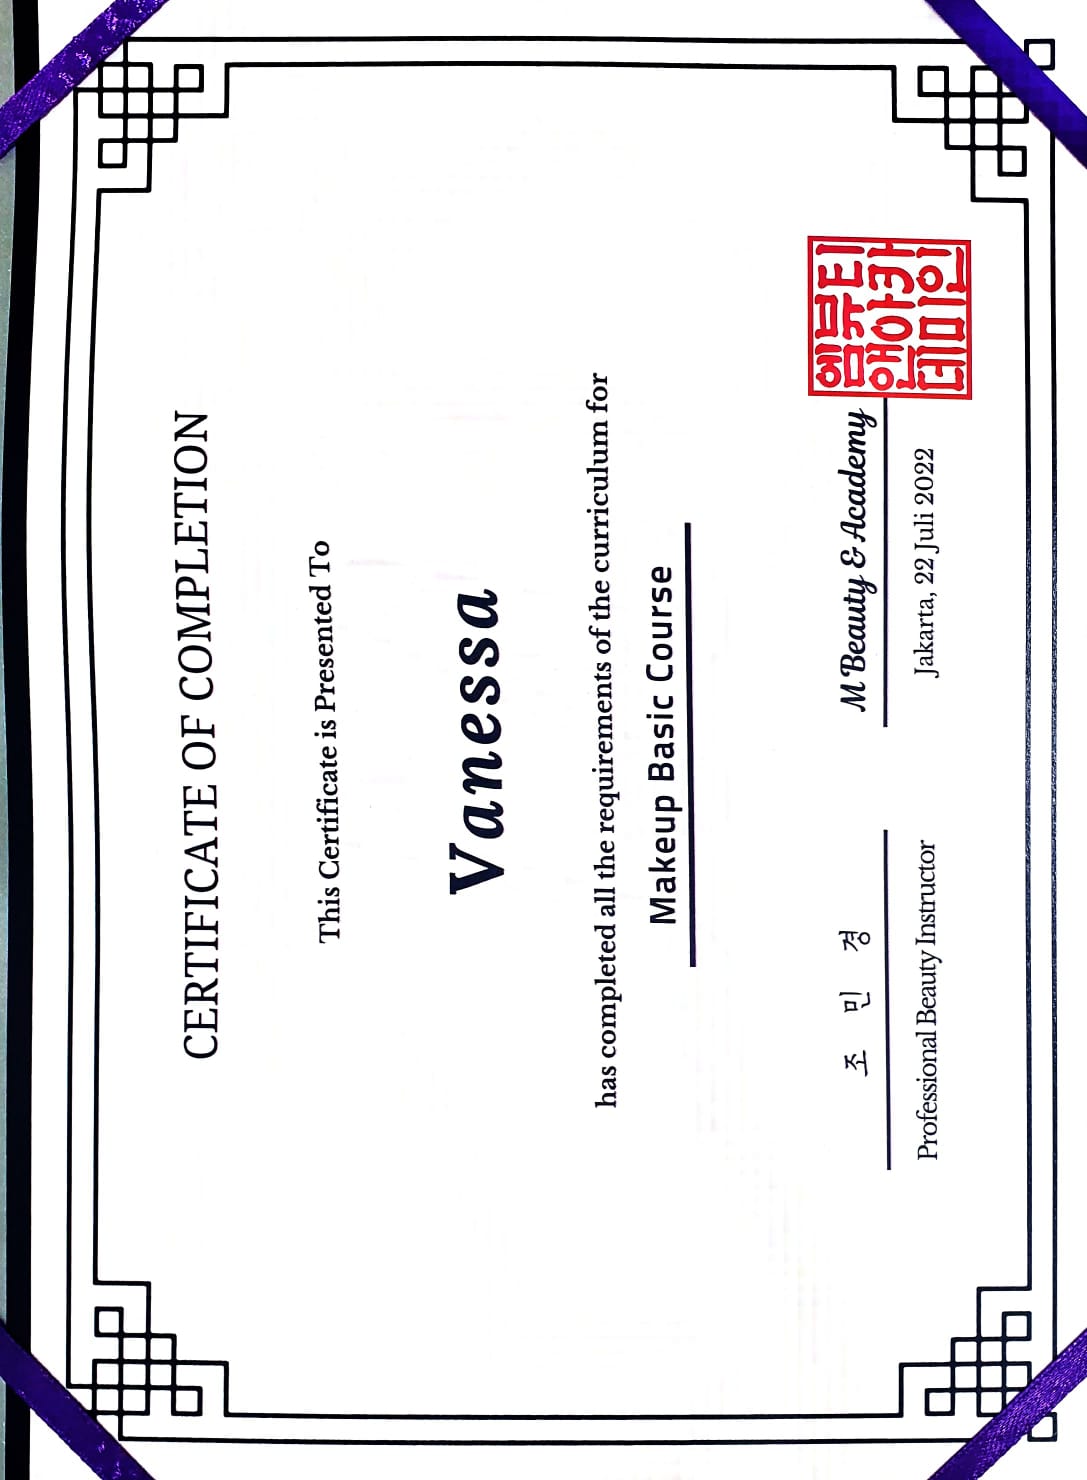 CERTIFICATE OF COMPLETION
This Certificate is Presented To
Vanessa
has completed all the requirements of the curriculum for
Makeup Basic Course
조 민 경
Professional Beauty Instructor
M Beauty & Academy
Jakarta, 22 Juli 2022
엠뷰티
앤아카
데미인